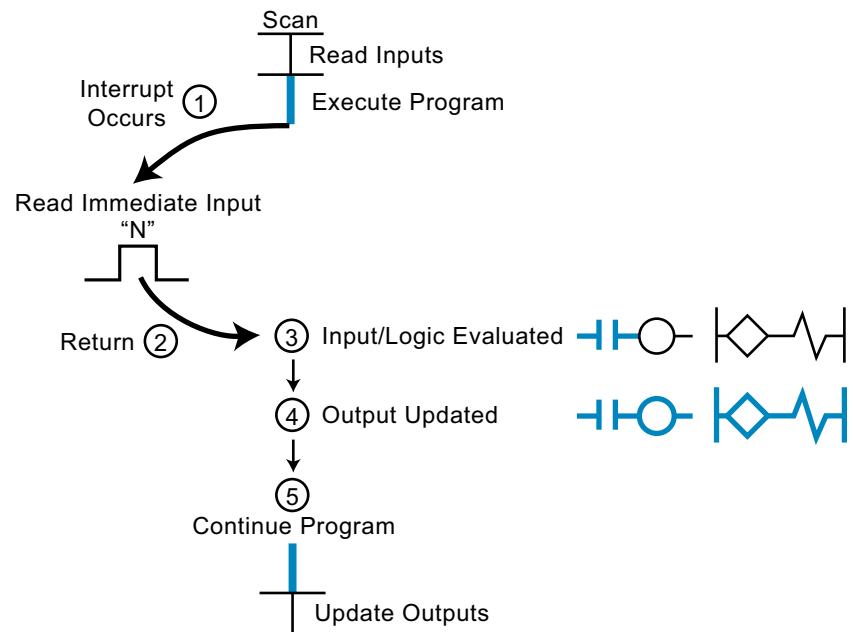 Scan
Read Inputs
Interrupt
Occurs
1
Execute Program
Read Immediate Input
“N”
Return 2
3 Input/Logic Evaluated
4 Output Updated
5
Continue Program
Update Outputs